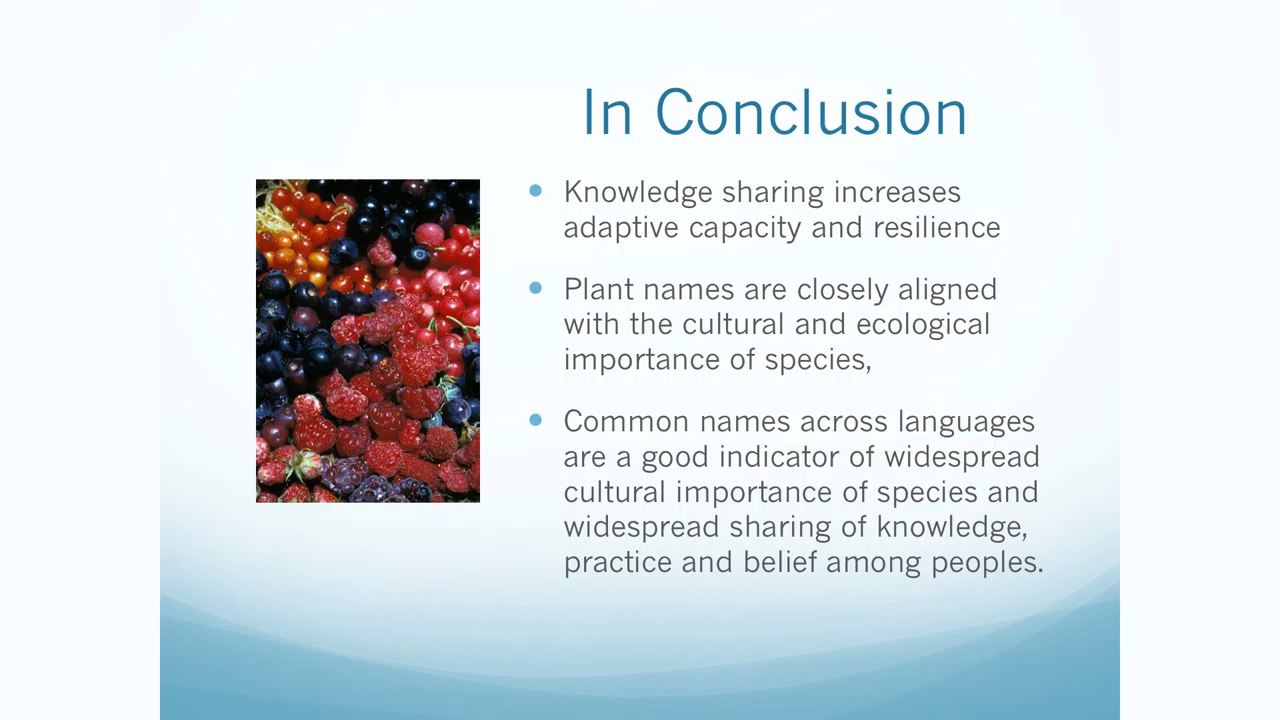 In Conclusion
• Knowledge sharing increases
adaptive capacity and resilience
• Plant names are closely aligned
with the cultural and ecological
importance of species,
• Common names across languages
are a good indicator of widespread
cultural importance of species and
widespread sharing of knowledge,
practice and belief among peoples.